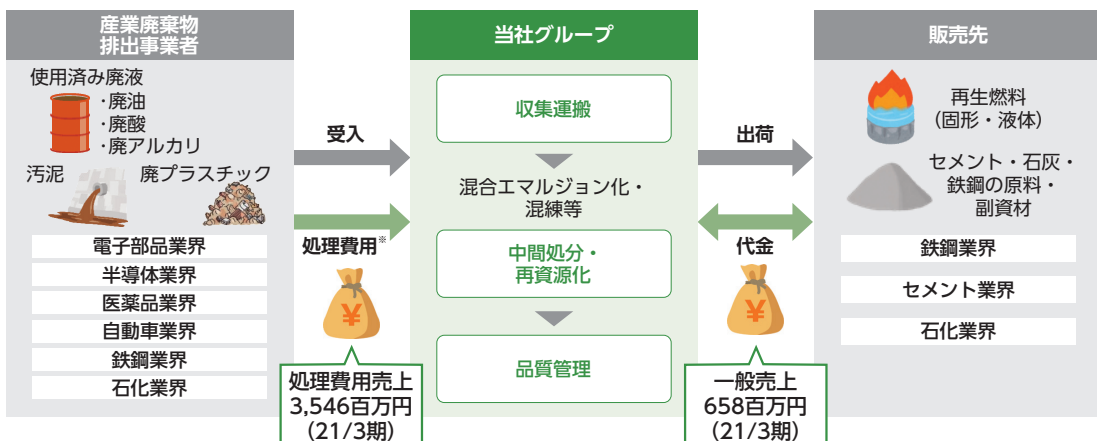 産業廃棄物
排出事業者
使用済み廃液
・廃油
・廃酸
・廃アルカリ
汚泥
廃プラスチック
電子部品業界
半導体業界
医薬品業界
自動車業界
鉄鋼業界
石化業界
受入
処理費用※
¥
処理費用売上
3,546百万円
(21/3期)
当社グループ
収集運搬
混合エマルジョン化・
混練等
中間処分・
再資源化
品質管理
出荷
代金
¥
一般売上
658百万円
(21/3期)
販売先
再生燃料
(固形・液体)
セメント・石灰・
鉄鋼の原料・
副資材
鉄鋼業界
セメント業界
石化業界